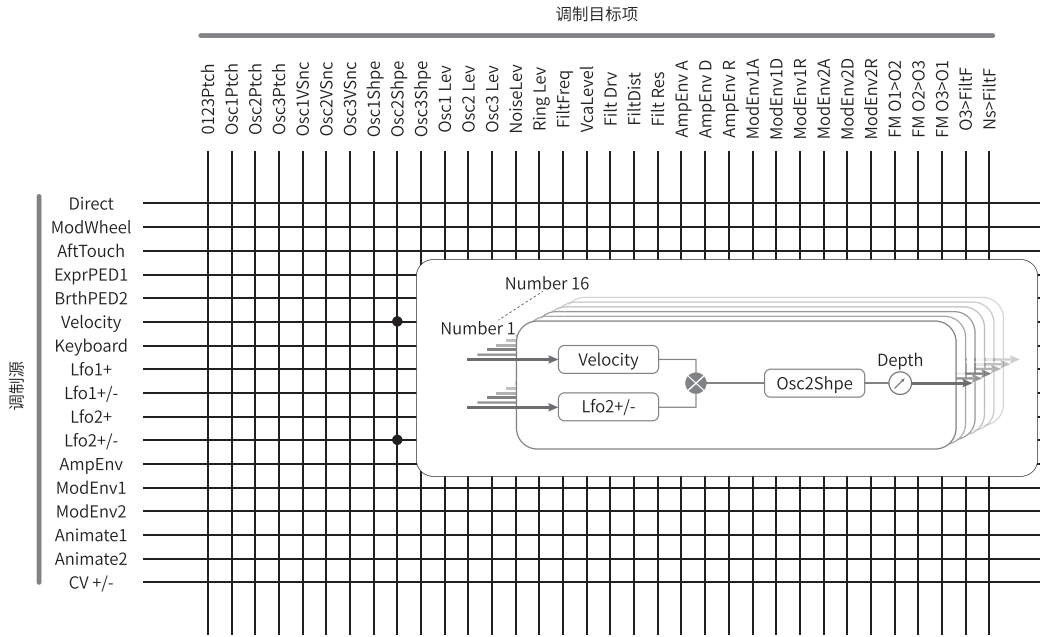 调制目标项
0123Ptch
Osc1Ptch
Osc2Ptch
Osc3Ptch
Osc1VSnc
Osc2VSnc
Osc3VSnc
Osc1Shpe
Osc2Shpe
Osc3Shpe
Osc1 Lev
Osc2 Lev
Osc3 Lev
NoiseLev
Ring Lev
FiltFreq
VcaLevel
Filt Drv
FiltDist
Filt Res
AmpEnv A
AmpEnv D
AmpEnv R
ModEnv1A
ModEnv1D
ModEnv1R
ModEnv2A
ModEnv2D
ModEnv2R
FM O1>O2
FM O2>O3
FM O3>O1
O3>FiltF
Ns>FiltF
调制源
Direct
ModWheel
AftTouch
ExprPED1
BrthPED2
Velocity
Keyboard
Lfo1+
Lfo1+/-
Lfo2+
Lfo2+/-
AmpEnv
ModEnv1
ModEnv2
Animate1
Animate2
CV +/-
Number 16
Number 1
Velocity
Lfo2+/-
Osc2Shpe
Depth